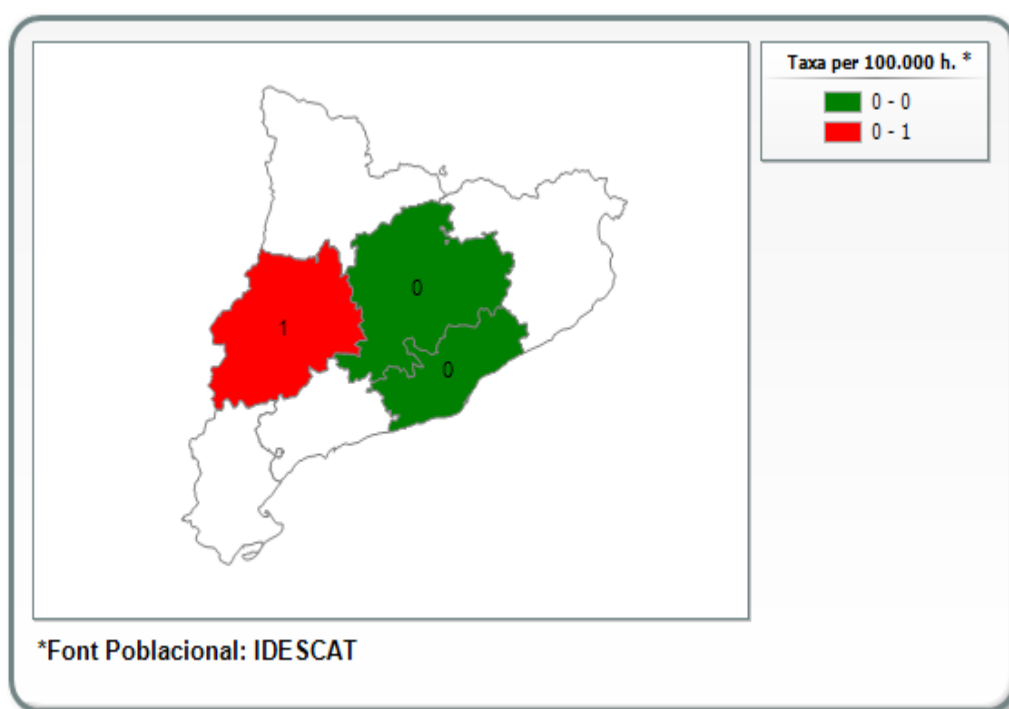 Taxa per 100.000 h. *
0 - 0
0 - 1
0
1
0
*Font Poblacional: IDESCAT